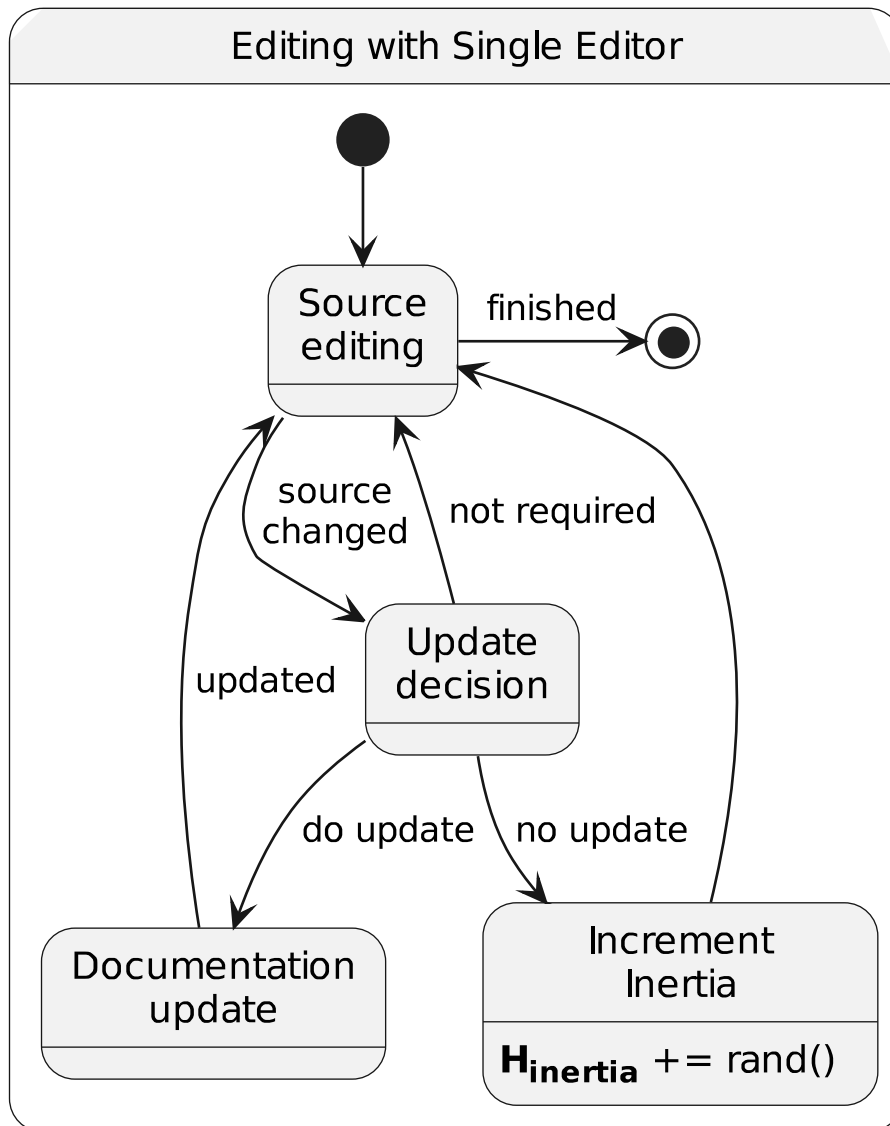 Editing with Single Editor
Source
editing
finished
source
changed
not required
Update
decision
updated
do update
no update
Documentation
update
Increment
Inertia
H_inertia += rand()